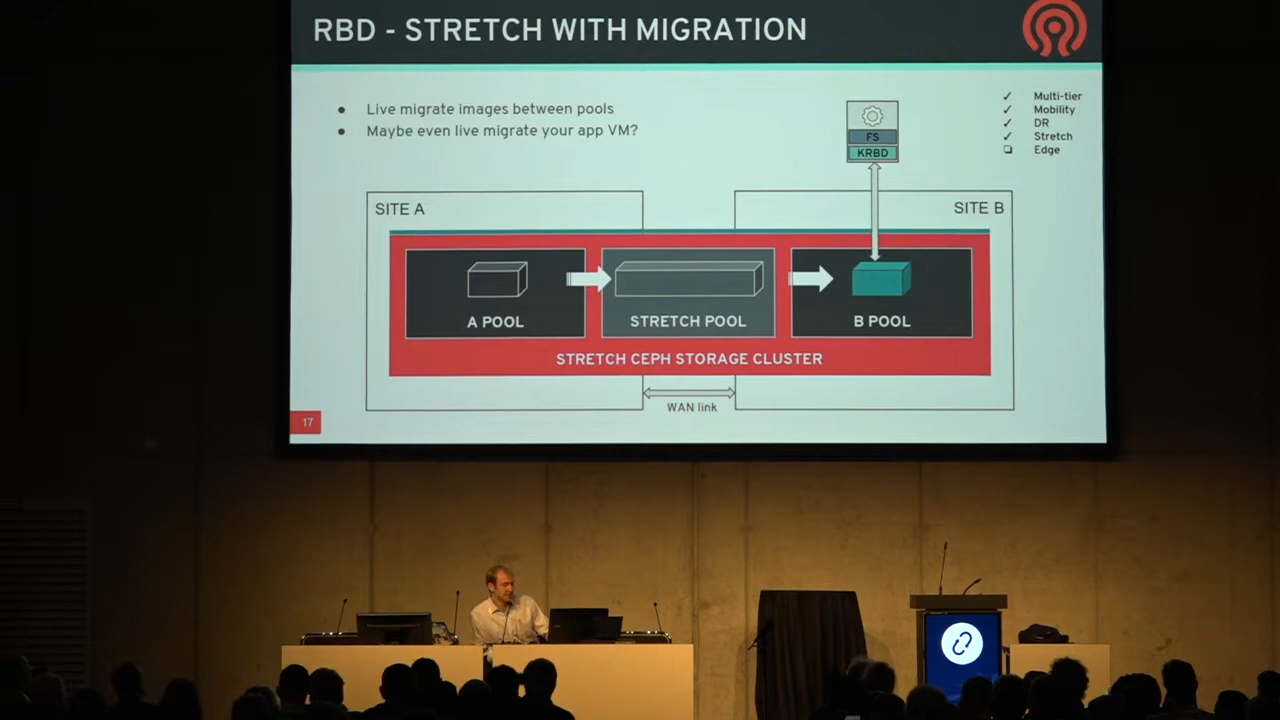 RBD - STRETCH WITH MIGRATION
● Live migrate images between pools
● Maybe even live migrate your app VM?
✓ Multi-tier
✓ Mobility
✓ DR
✓ Stretch
❏ Edge
FS
KRBD
SITE A
SITE B
A POOL
STRETCH POOL
B POOL
STRETCH CEPH STORAGE CLUSTER
WAN link
17